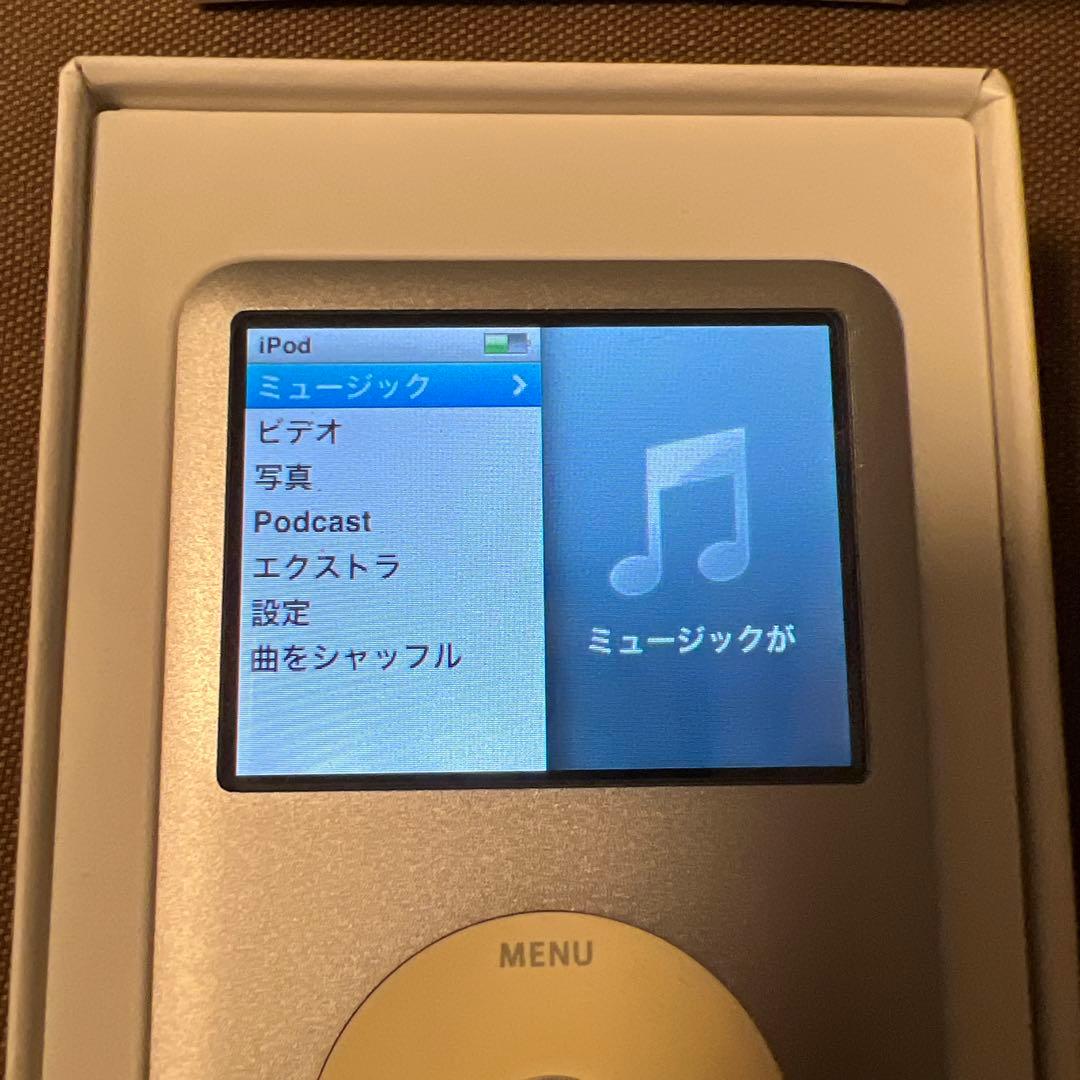 iPod
ミュージック
ビデオ
写真
Podcast
エクストラ
設定
曲をシャッフル
ミュージックが
MENU